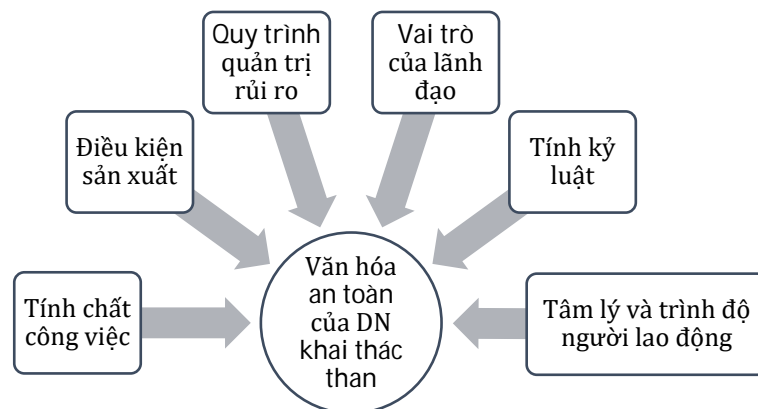 Quy trình
quản trị
rủi ro
Vai trò
của lãnh
đạo
Điều kiện
sản xuất
Tính kỷ
luật
Tính chất
công việc
Văn hóa
an toàn
của DN
khai thác
than
Tâm lý và trình độ
người lao động